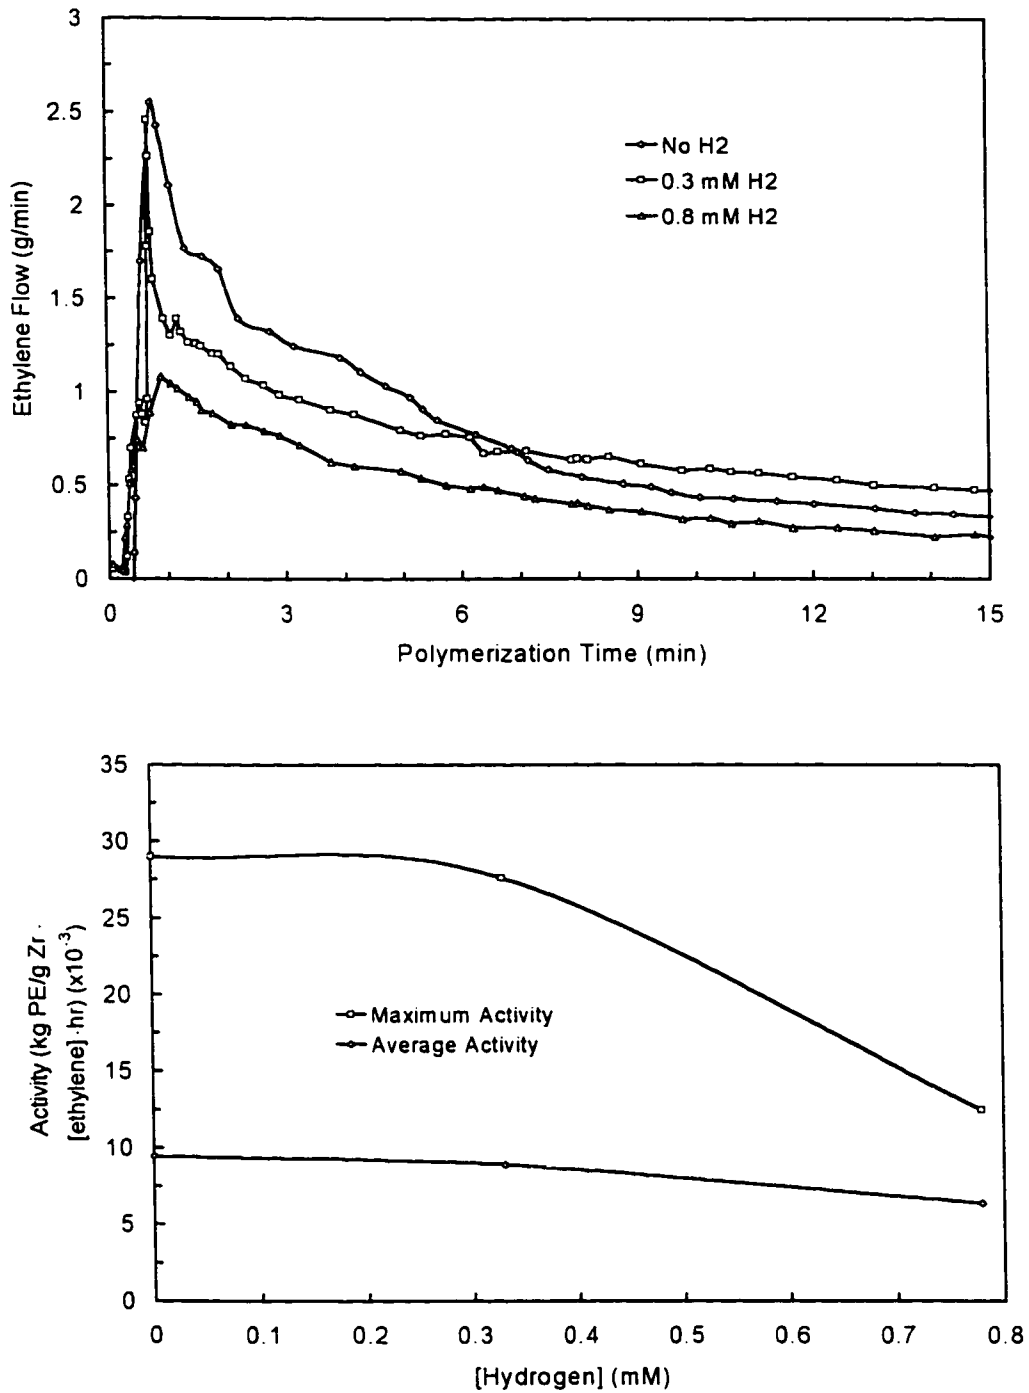 3
2.5
2
1.5
1
0.5
0
Ethylene Flow (g/min)
No H2
0.3 mM H2
0.8 mM H2
0 3 6 9 12 15
Polymerization Time (min)
35
30
25
20
15
10
5
0
Activity (kg PE/g Zr ·
[ethylene]·hr) (x10⁻³)
Maximum Activity
Average Activity
0 0.1 0.2 0.3 0.4 0.5 0.6 0.7 0.8
[Hydrogen] (mM)